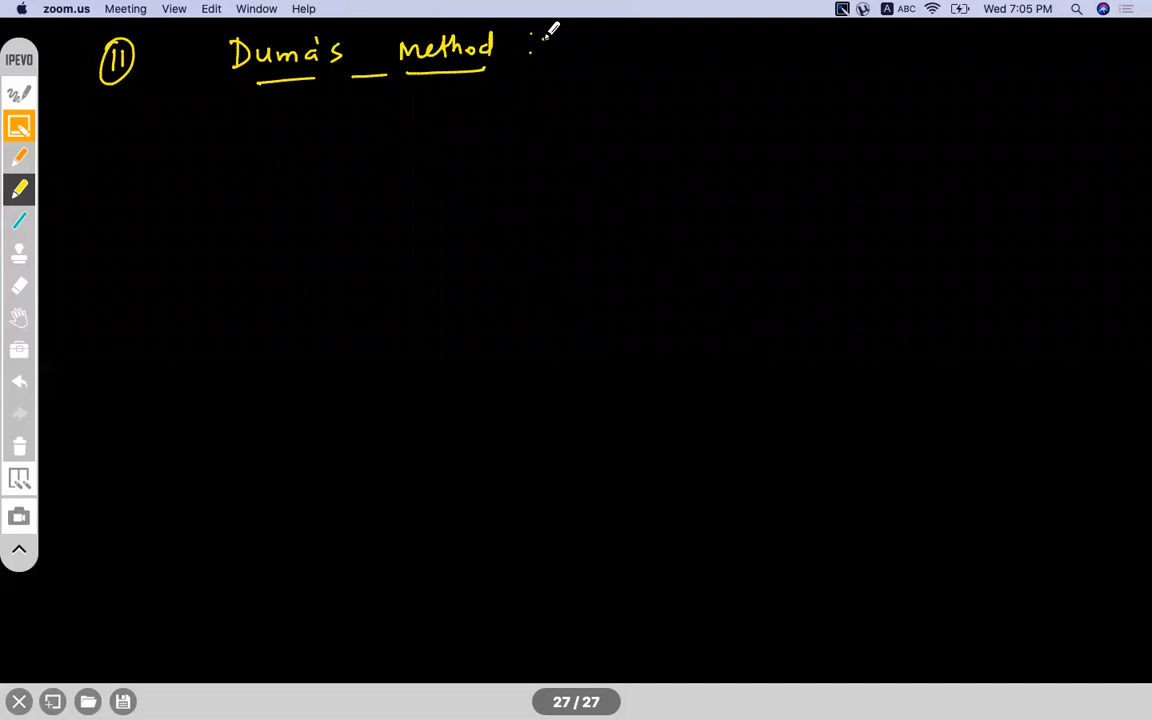 zoom.us Meeting View Edit Window Help A ABC Wed 7:05 PM
IPEVO
11 Duma's _ Method :
27 / 27